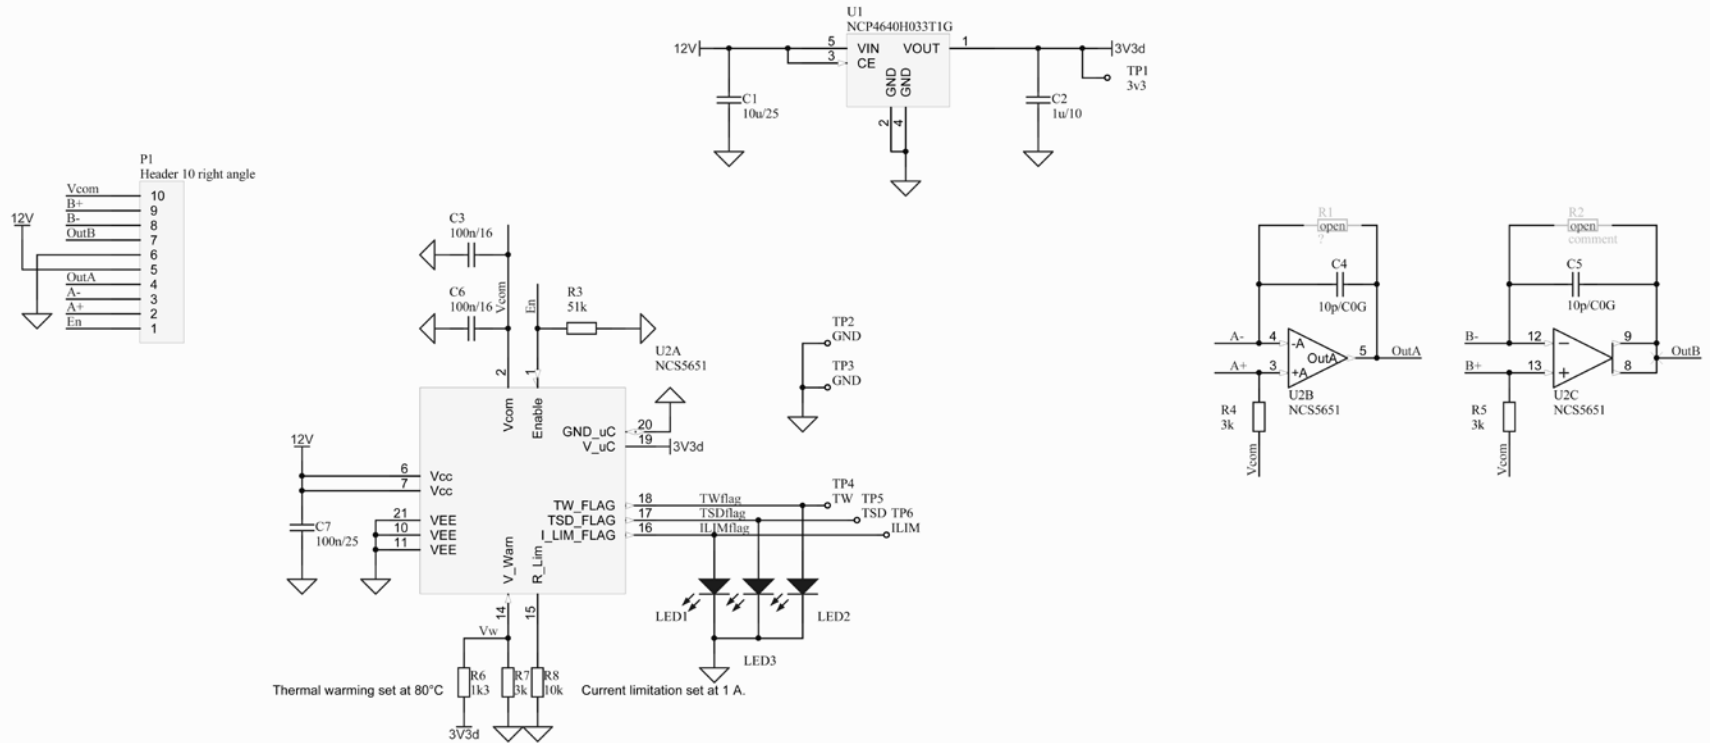 U1
NCP4640H033T1G
12V
5
VIN
VOUT
1
3V3d
3
CE
TP1
3v3
GND
GND
C1
10u/25
C2
1u/10
2
4
P1
Header 10 right angle
Vcom
10
B+
9
12V
B-
8
OutB
7
6
5
OutA
4
A-
3
A+
2
En
1
C3
100n/16
C6
100n/16
Vcom
En
R3
51k
U2A
NCS5651
2
1
Vcom
Enable
TP2
GND
TP3
GND
GND_uC
20
V_uC
19
3V3d
12V
6
Vcc
7
Vcc
21
VEE
10
VEE
11
VEE
C7
100n/25
TW_FLAG
18
TWflag
TP4
TW
TP5
TSD_FLAG
17
TSDflag
TSD
TP6
I_LIM_FLAG
16
ILIMflag
ILIM
V_Warn
R_Lim
14
15
LED1
LED2
LED3
Vw
Thermal warming set at 80°C
R6
1k3
R7
3k
R8
10k
Current limitation set at 1 A.
3V3d
R1
open
?
C4
10p/C0G
A-
4
-A
OutA
5
OutA
A+
3
+A
U2B
NCS5651
R4
3k
Vcom
R2
open
comment
C5
10p/C0G
B-
12
9
OutB
B+
13
+
8
U2C
NCS5651
R5
3k
Vcom